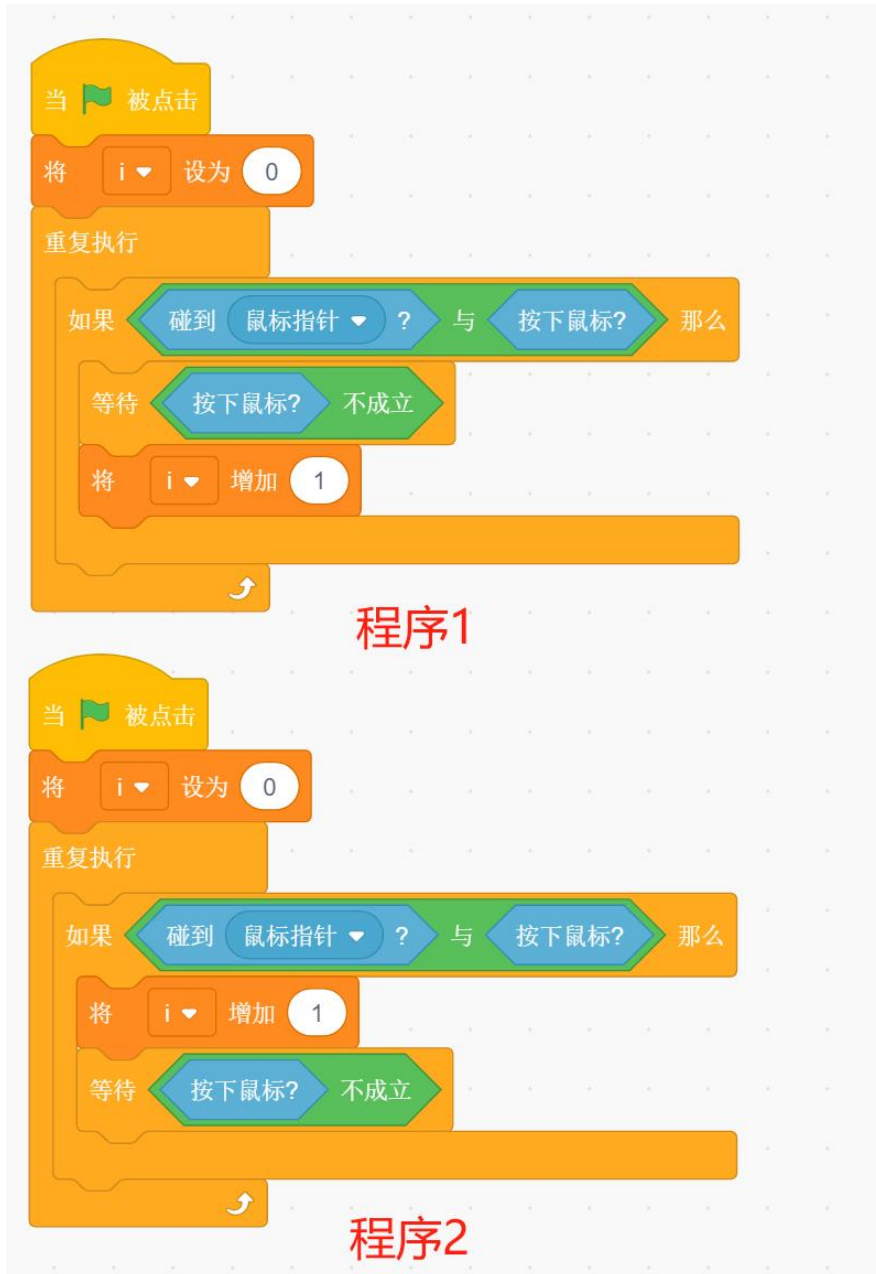 当 被点击
将 i 设为 0
重复执行
如果 碰到 鼠标指针 ? 与 按下鼠标? 那么
等待 按下鼠标? 不成立
将 i 增加 1
程序1
当 被点击
将 i 设为 0
重复执行
如果 碰到 鼠标指针 ? 与 按下鼠标? 那么
将 i 增加 1
等待 按下鼠标? 不成立
程序2